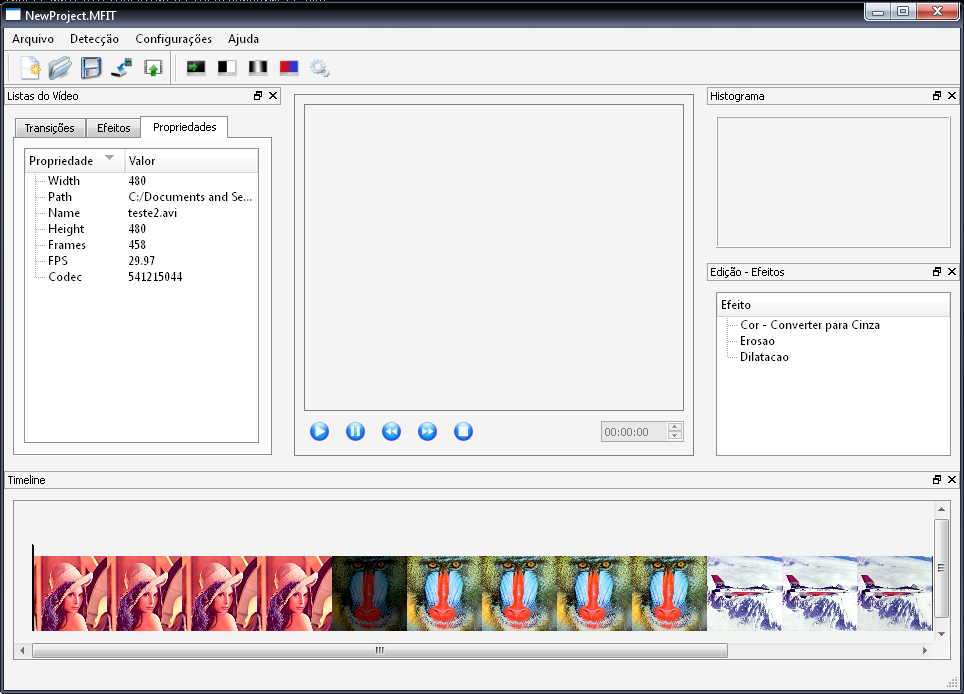 NewProject.MFIT
Arquivo Detecção Configurações Ajuda
Listas do Vídeo
Transições Efeitos Propriedades
Propriedade Valor
Width 480
Path C:/Documents and Se...
Name teste2.avi
Height 480
Frames 458
FPS 29.97
Codec 541215044
00:00:00
Histograma
Edição - Efeitos
Efeito
Cor - Converter para Cinza
Erosao
Dilatacao
Timeline